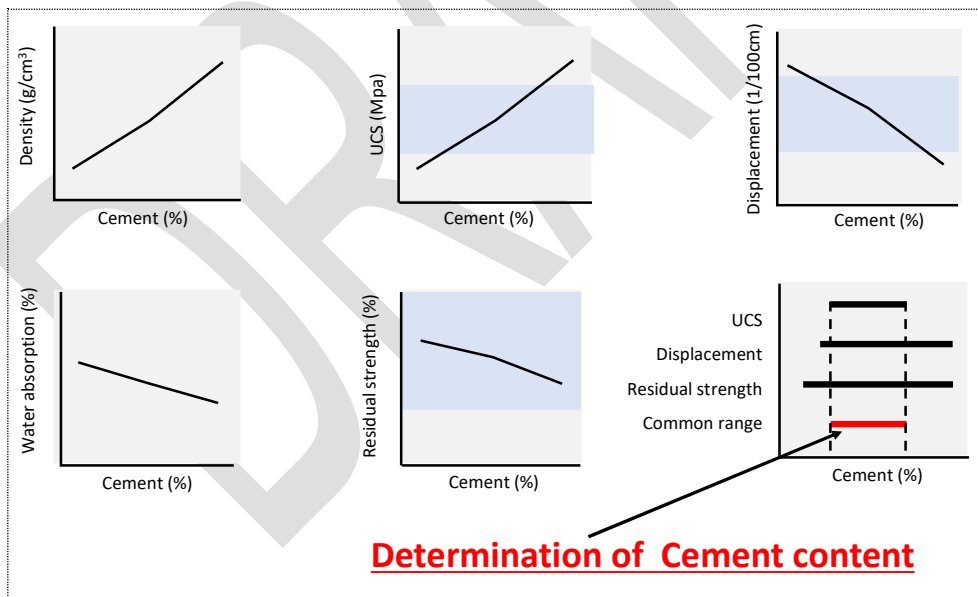 Density (g/cm³)
Cement (%)
UCS (Mpa)
Cement (%)
Displacement (1/100cm)
Cement (%)
Water absorption (%)
Cement (%)
Residual strength (%)
Cement (%)
UCS
Displacement
Residual strength
Common range
Cement (%)
Determination of  Cement content